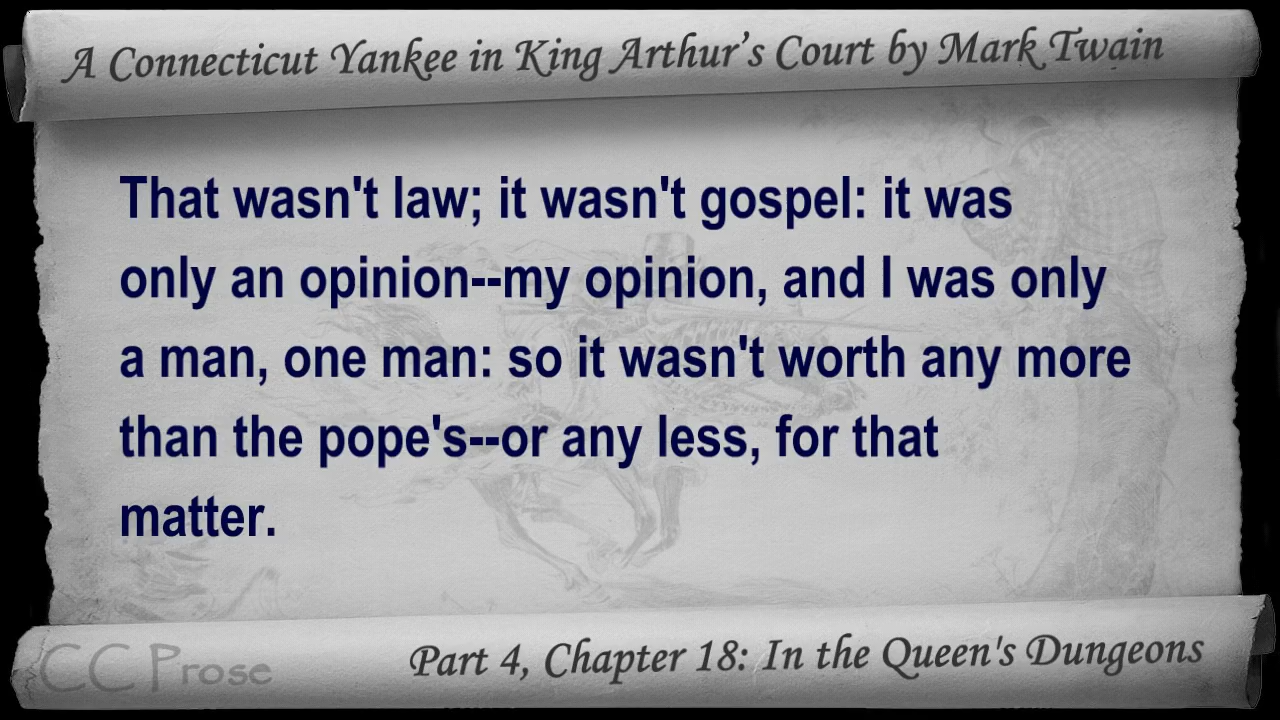 A Connecticut Yankee in King Arthur's Court by Mark Twain
That wasn't law; it wasn't gospel: it was
only an opinion--my opinion, and I was only
a man, one man: so it wasn't worth any more
than the pope's--or any less, for that
matter.
CC Prose
Part 4, Chapter 18: In the Queen's Dungeons